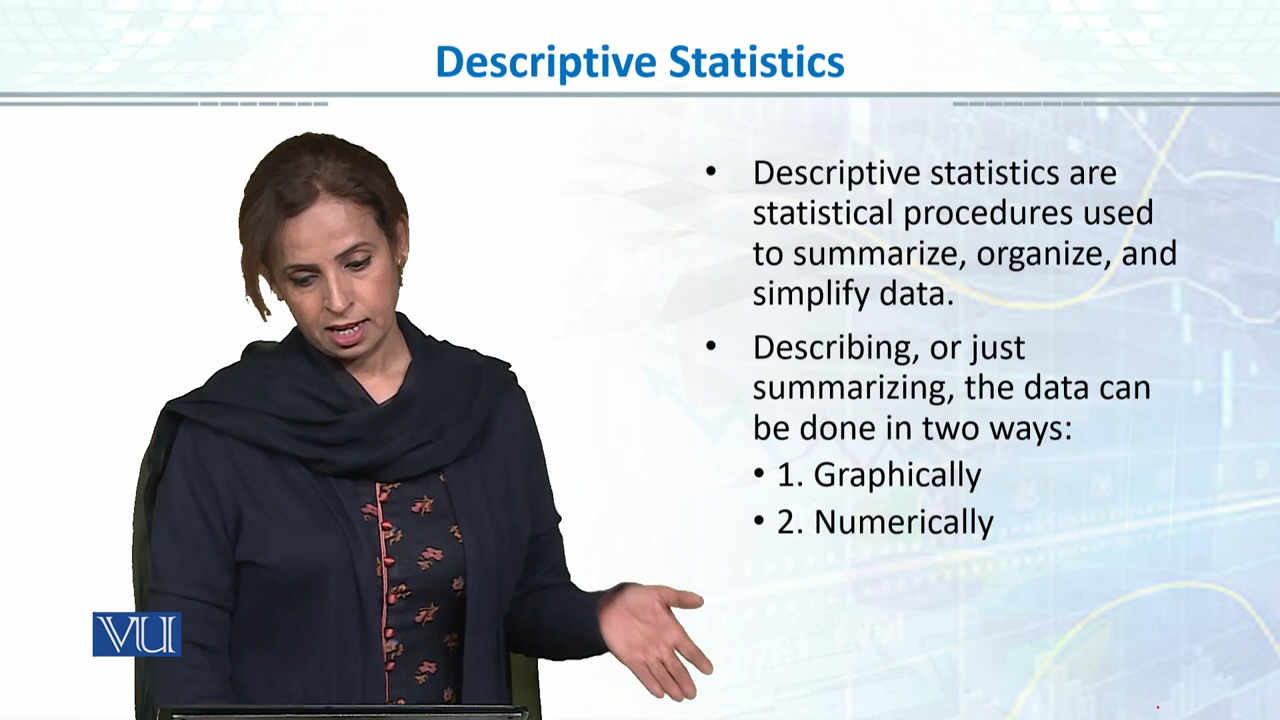 Descriptive Statistics
• Descriptive statistics are
statistical procedures used
to summarize, organize, and
simplify data.
• Describing, or just
summarizing, the data can
be done in two ways:
• 1. Graphically
• 2. Numerically
VU